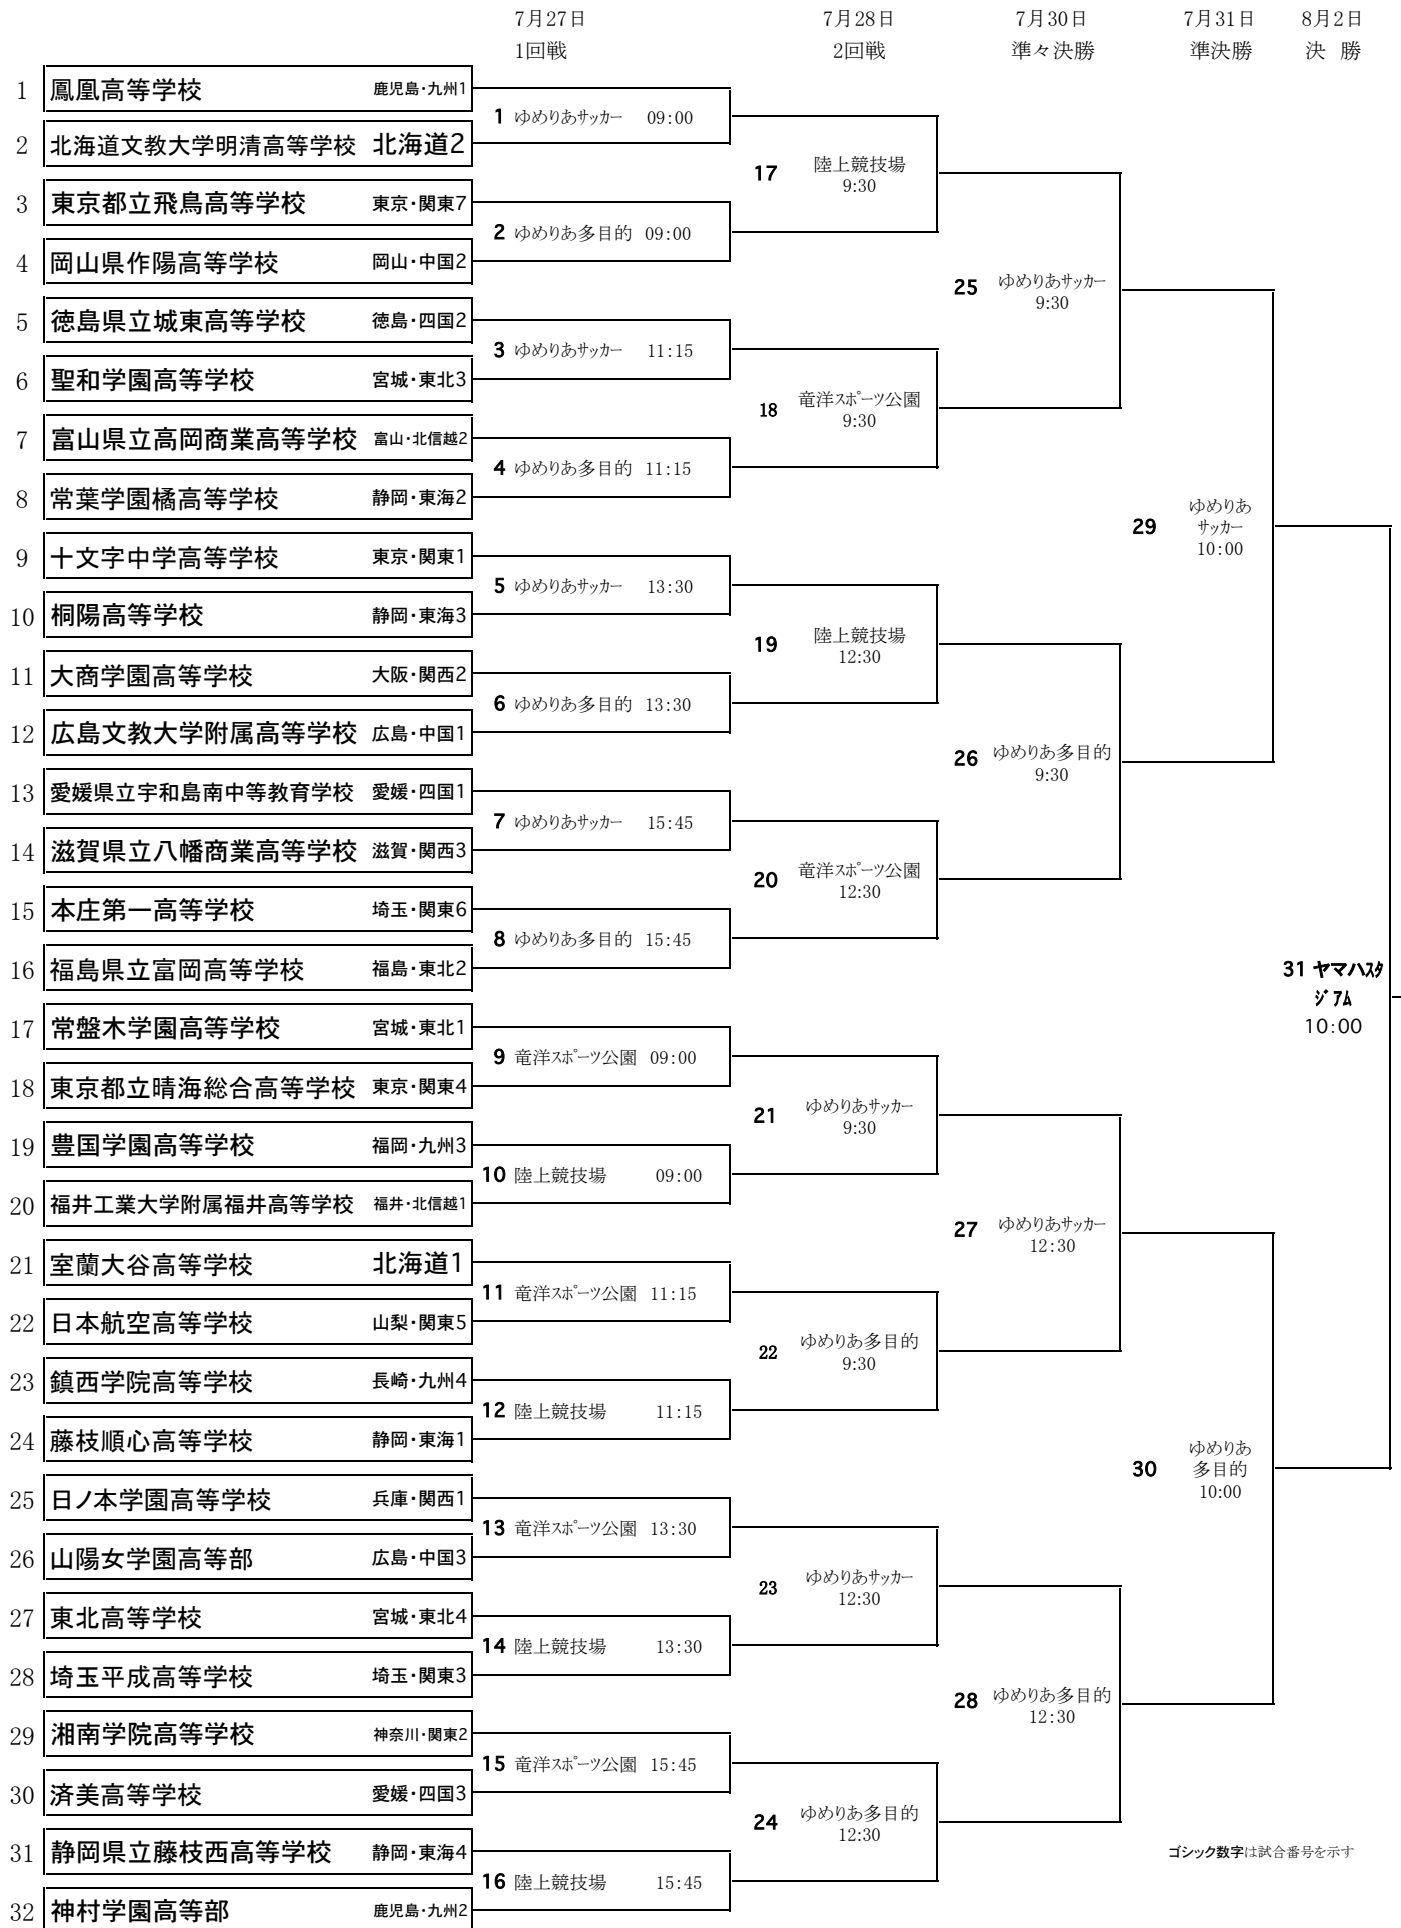 7月27日 7月28日 7月30日 7月31日 8月2日
1回戦 2回戦 準々決勝 準決勝 決 勝
1 鳳凰高等学校 鹿児島・九州1
1 ゆめりあサッカー 09:00
2 北海道文教大学明清高等学校 北海道2
17 陸上競技場
9:30
3 東京都立飛鳥高等学校 東京・関東7
2 ゆめりあ多目的 09:00
4 岡山県作陽高等学校 岡山・中国2
25 ゆめりあサッカー
9:30
5 徳島県立城東高等学校 徳島・四国2
3 ゆめりあサッカー 11:15
6 聖和学園高等学校 宮城・東北3
18 竜洋スポーツ公園
9:30
7 富山県立高岡商業高等学校 富山・北信越2
4 ゆめりあ多目的 11:15
8 常葉学園橘高等学校 静岡・東海2
29 ゆめりあ
サッカー
10:00
9 十文字中学高等学校 東京・関東1
5 ゆめりあサッカー 13:30
10 桐陽高等学校 静岡・東海3
19 陸上競技場
12:30
11 大商学園高等学校 大阪・関西2
6 ゆめりあ多目的 13:30
12 広島文教大学附属高等学校 広島・中国1
26 ゆめりあ多目的
9:30
13 愛媛県立宇和島南中等教育学校 愛媛・四国1
7 ゆめりあサッカー 15:45
14 滋賀県立八幡商業高等学校 滋賀・関西3
20 竜洋スポーツ公園
12:30
15 本庄第一高等学校 埼玉・関東6
8 ゆめりあ多目的 15:45
16 福島県立富岡高等学校 福島・東北2
31 ヤマハスタ
ジアム
10:00
17 常盤木学園高等学校 宮城・東北1
9 竜洋スポーツ公園 09:00
18 東京都立晴海総合高等学校 東京・関東4
21 ゆめりあサッカー
9:30
19 豊国学園高等学校 福岡・九州3
10 陸上競技場 09:00
20 福井工業大学附属福井高等学校 福井・北信越1
27 ゆめりあサッカー
12:30
21 室蘭大谷高等学校 北海道1
11 竜洋スポーツ公園 11:15
22 日本航空高等学校 山梨・関東5
22 ゆめりあ多目的
9:30
23 鎮西学院高等学校 長崎・九州4
12 陸上競技場 11:15
24 藤枝順心高等学校 静岡・東海1
30 ゆめりあ
多目的
10:00
25 日ノ本学園高等学校 兵庫・関西1
13 竜洋スポーツ公園 13:30
26 山陽女学園高等部 広島・中国3
23 ゆめりあサッカー
12:30
27 東北高等学校 宮城・東北4
14 陸上競技場 13:30
28 埼玉平成高等学校 埼玉・関東3
28 ゆめりあ多目的
12:30
29 湘南学院高等学校 神奈川・関東2
15 竜洋スポーツ公園 15:45
30 済美高等学校 愛媛・四国3
24 ゆめりあ多目的
12:30
31 静岡県立藤枝西高等学校 静岡・東海4
ゴシック数字は試合番号を示す
16 陸上競技場 15:45
32 神村学園高等部 鹿児島・九州2